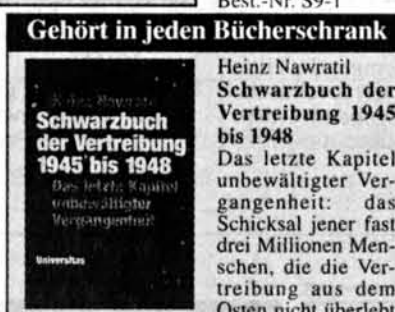 Best.-Nr. S9-1
Gehört in jeden Bücherschrank
Heinz Nawratil
Schwarzbuch
der Vertreibung
1945 bis 1948
Das letzte Kapitel
unbewältigter
Vergangenheit
Universitas
Heinz Nawratil
Schwarzbuch der
Vertreibung 1945
bis 1948
Das letzte Kapitel
unbewältigter Ver-
gangenheit: das
Schicksal jener fast
drei Millionen Men-
schen, die die Ver-
treibung aus dem
Osten nicht überlebt